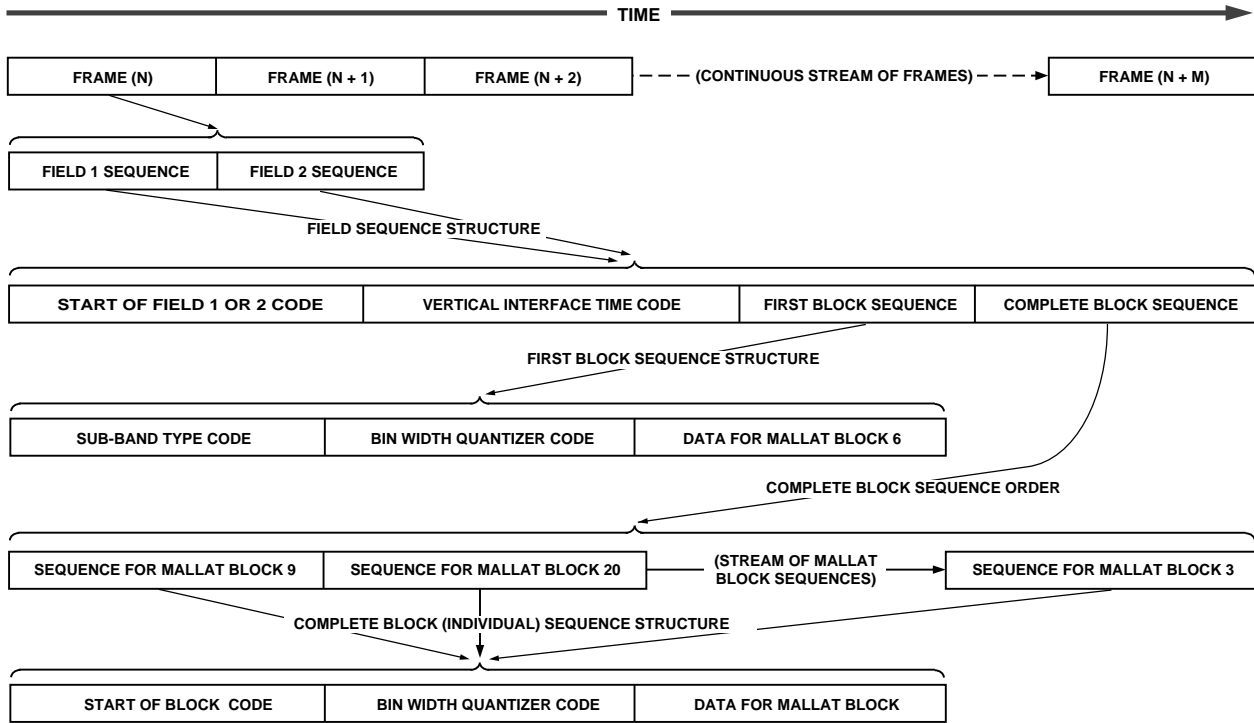 TIME
FRAME (N) FRAME (N + 1) FRAME (N + 2) (CONTINUOUS STREAM OF FRAMES) FRAME (N + M)
FIELD 1 SEQUENCE FIELD 2 SEQUENCE
FIELD SEQUENCE STRUCTURE
START OF FIELD 1 OR 2 CODE VERTICAL INTERFACE TIME CODE FIRST BLOCK SEQUENCE COMPLETE BLOCK SEQUENCE
FIRST BLOCK SEQUENCE STRUCTURE
SUB-BAND TYPE CODE BIN WIDTH QUANTIZER CODE DATA FOR MALLAT BLOCK 6
COMPLETE BLOCK SEQUENCE ORDER
SEQUENCE FOR MALLAT BLOCK 9 SEQUENCE FOR MALLAT BLOCK 20 (STREAM OF MALLAT
BLOCK SEQUENCES) SEQUENCE FOR MALLAT BLOCK 3
COMPLETE BLOCK (INDIVIDUAL) SEQUENCE STRUCTURE
START OF BLOCK CODE BIN WIDTH QUANTIZER CODE DATA FOR MALLAT BLOCK